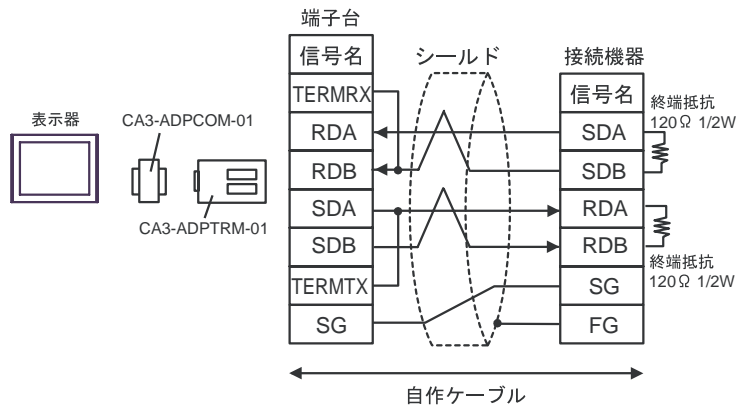 端子台
信号名
TERMRX
RDA
RDB
SDA
SDB
TERMTX
SG
シールド
接続機器
信号名
SDA
SDB
RDA
RDB
SG
FG
終端抵抗
120Ω 1/2W
終端抵抗
120Ω 1/2W
表示器
CA3-ADPCOM-01
CA3-ADPTRM-01
自作ケーブル